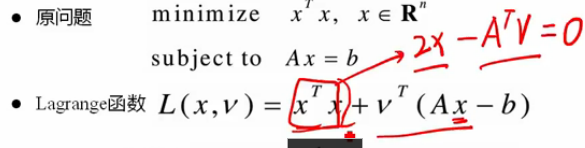 • 原问题 minimize x^T x, x ∈ R^n
subject to Ax = b
2x - A^T ν = 0
• Lagrange函数 L(x, ν) = x^T x + ν^T (Ax - b)